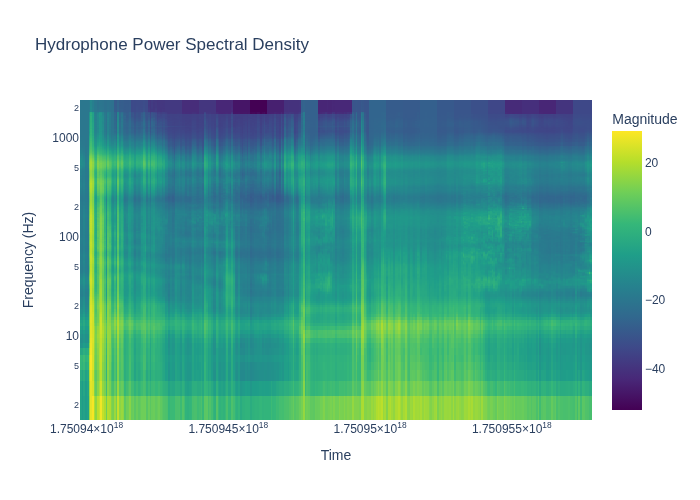 Hydrophone Power Spectral Density
Magnitude
2
1000
5
2
100
5
2
10
5
2
Frequency (Hz)
20
0
−20
−40
1.75094×10¹⁸ 1.750945×10¹⁸ 1.75095×10¹⁸ 1.750955×10¹⁸
Time